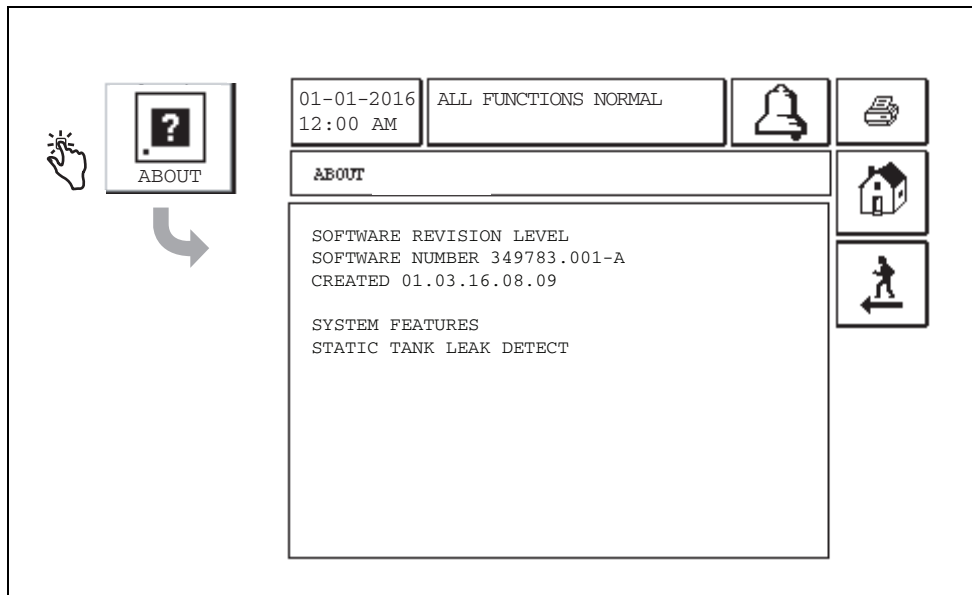 ABOUT
01-01-2016
12:00 AM
ALL FUNCTIONS NORMAL
ABOUT
SOFTWARE REVISION LEVEL
SOFTWARE NUMBER 349783.001-A
CREATED 01.03.16.08.09
SYSTEM FEATURES
STATIC TANK LEAK DETECT